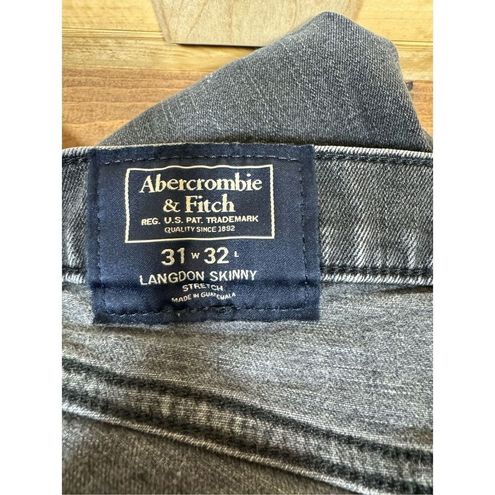 Abercrombie
& Fitch
REG. U.S. PAT. TRADEMARK
QUALITY SINCE 1892
31 W 32 L
LANGDON SKINNY
STRETCH
MADE IN GUATEMALA